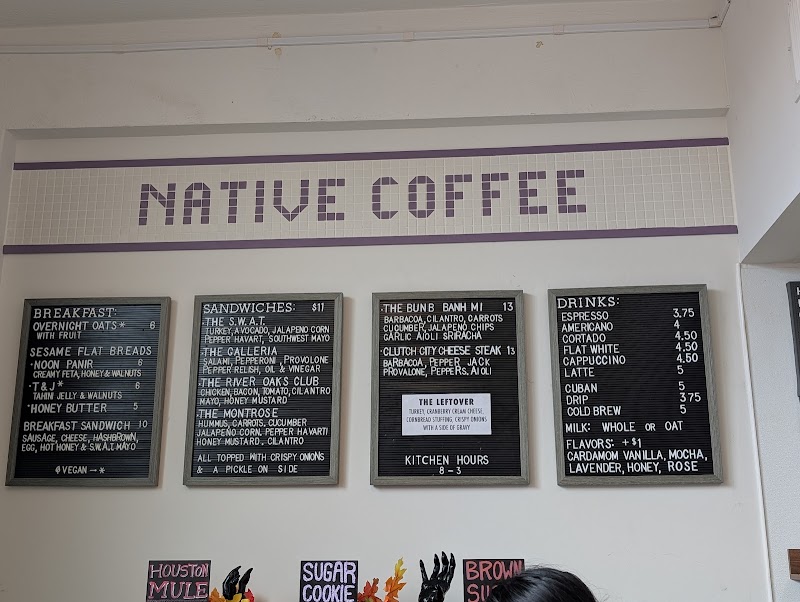 NATIVE COFFEE
BREAKFAST:
OVERNIGHT OATS* 6
WITH FRUIT
SESAME FLAT BREADS
·NOON PANIR 6
CREAMY FETA, HONEY & WALNUTS
·T&J* 6
TAHINI JELLY & WALNUTS
·HONEY BUTTER 5
BREAKFAST SANDWICH 10
SAUSAGE, CHEESE, HASHBROWN,
EGG, HOT HONEY & S.W.A.T. MAYO
VEGAN - *
SANDWICHES: $11
·THE S.W.A.T.
TURKEY, AVOCADO, JALAPENO CORN
PEPPER HAVART, SOUTHWEST MAYO
·THE GALLERIA
SALAMI, PEPPERONI, PROVOLONE
PEPPER RELISH, OIL & VINEGAR
·THE RIVER OAKS CLUB
CHICKEN, BACON, TOMATO, CILANTRO
MAYO, HONEY MUSTARD
·THE MONTROSE
HUMMUS, CARROTS, CUCUMBER
JALAPENO CORN, PEPPER HAVARTI
HONEY MUSTARD, CILANTRO
ALL TOPPED WITH CRISPY ONIONS
& A PICKLE ON SIDE
·THE BUN B BANH MI 13
BARBACOA, CILANTRO, CARROTS
CUCUMBER, JALAPENO CHIPS
GARLIC AIOLI SRIRACHA
·CLUTCH CITY CHEESE STEAK 13
BARBACOA, PEPPER JACK
PROVALONE, PEPPERS, AIOLI
THE LEFTOVER
TURKEY, CRANBERRY CREAM CHEESE,
CORNBREAD STUFFING, CRISPY ONIONS
WITH A SIDE OF GRAVY
KITCHEN HOURS
8-3
DRINKS:
ESPRESSO 3.75
AMERICANO 4
CORTADO 4.50
FLAT WHITE 4.50
CAPPUCCINO 4.50
LATTE 5
CUBAN 5
DRIP 3.75
COLD BREW 5
MILK: WHOLE OR OAT
FLAVORS: +$1
CARDAMOM VANILLA, MOCHA,
LAVENDER, HONEY, ROSE
HOUSTON
MULE
SUGAR
COOKIE
BROWN